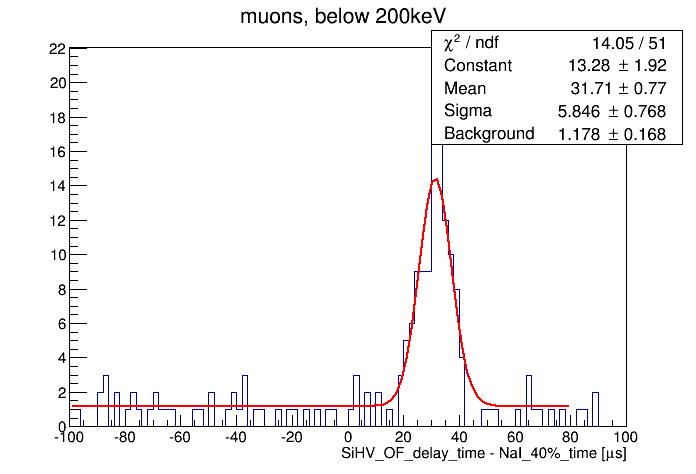 muons, below 200keV
χ² / ndf 14.05 / 51
Constant 13.28 ± 1.92
Mean 31.71 ± 0.77
Sigma 5.846 ± 0.768
Background 1.178 ± 0.168
22
20
18
16
14
12
10
8
6
4
2
0
-100 -80 -60 -40 -20 0 20 40 60 80 100
SiHV_OF_delay_time - NaI_40%_time [μs]